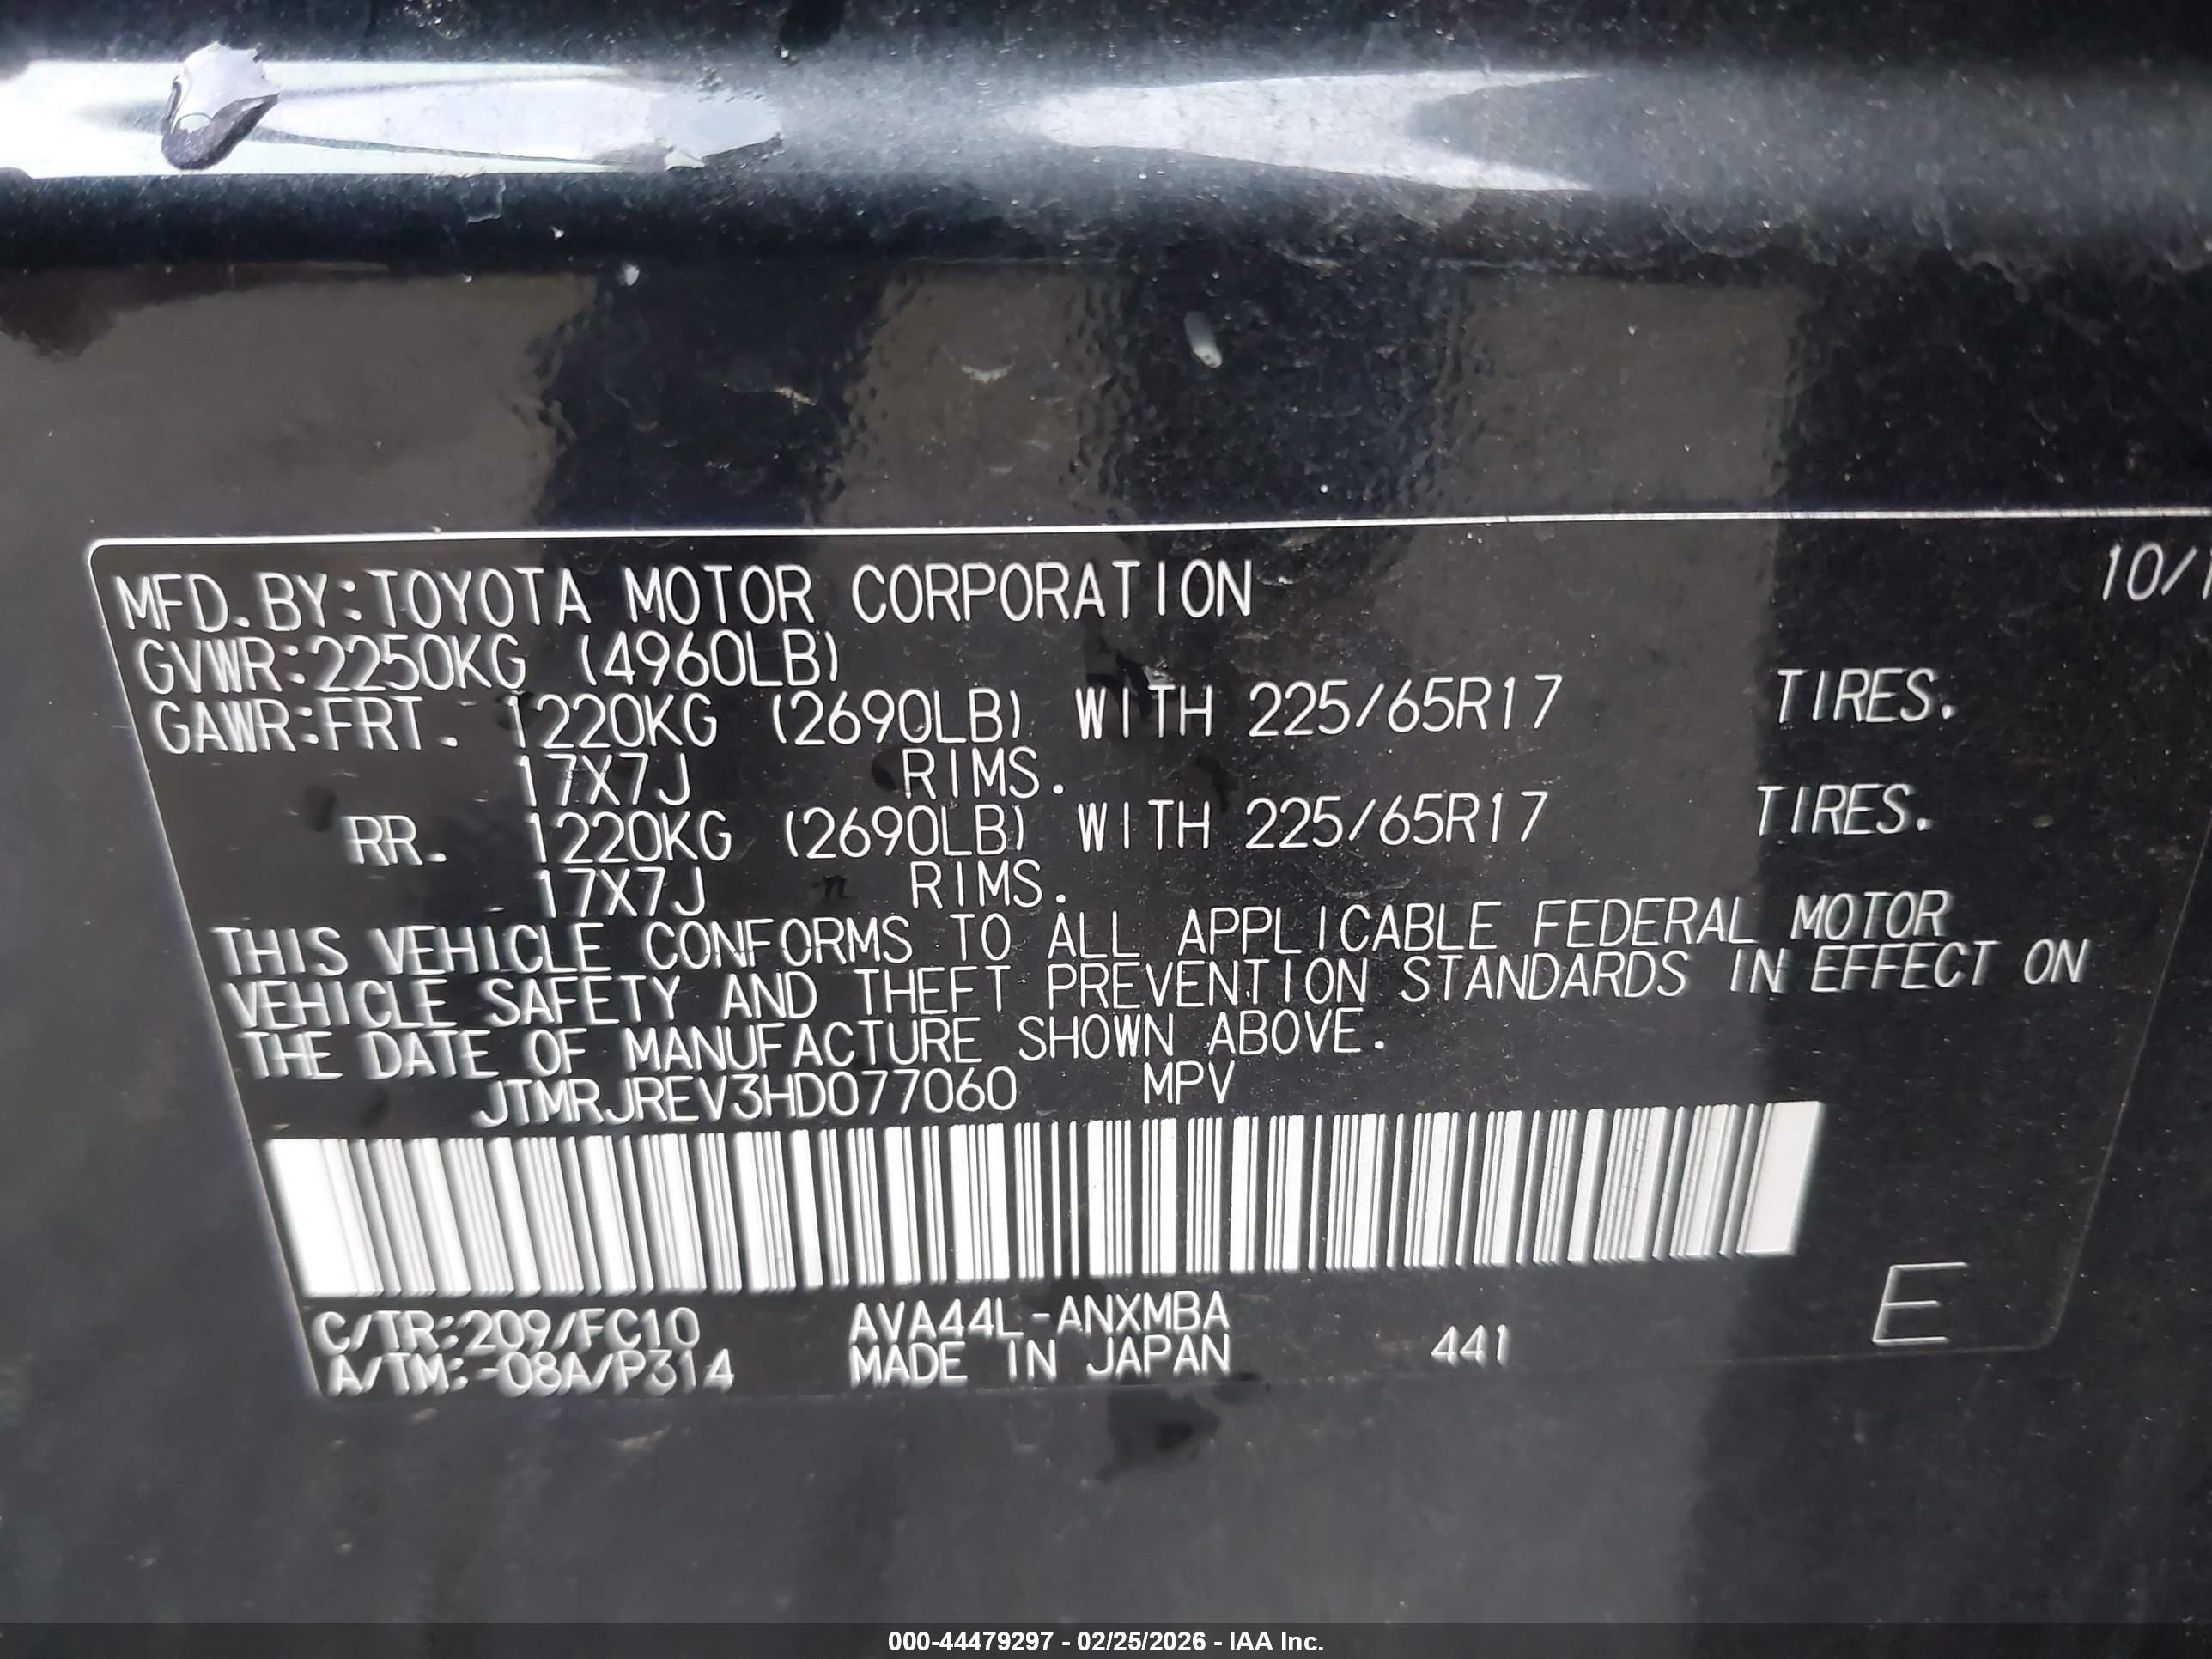 10/1
MFD.BY:TOYOTA MOTOR CORPORATION
GVWR:2250KG (4960LB)
GAWR:FRT. 1220KG (2690LB) WITH 225/65R17 TIRES.
17X7J RIMS.
RR. 1220KG (2690LB) WITH 225/65R17 TIRES.
17X7J RIMS.
THIS VEHICLE CONFORMS TO ALL APPLICABLE FEDERAL MOTOR
VEHICLE SAFETY AND THEFT PREVENTION STANDARDS IN EFFECT ON
THE DATE OF MANUFACTURE SHOWN ABOVE.
JTMRJREV3HD077060 MPV
C/TR:209/FC10 AVA44L-ANXMBA
A/TM:-08A/P314 MADE IN JAPAN 441 E
000-44479297 - 02/25/2026 - IAA Inc.